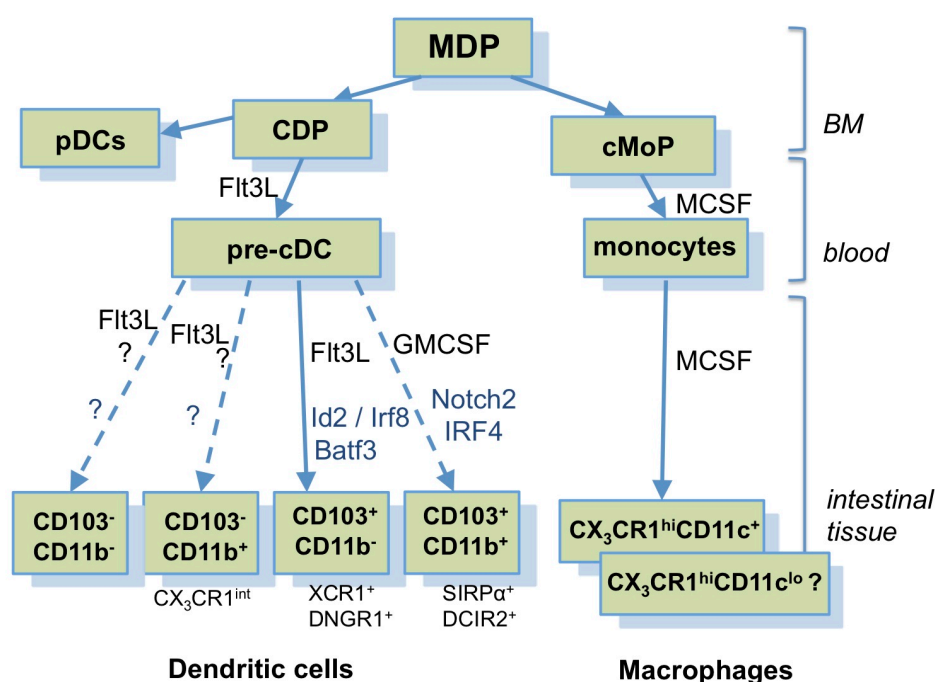 MDP
BM
pDCs
CDP
cMoP
Flt3L
MCSF
pre-cDC
monocytes
blood
Flt3L
?
?
Flt3L
?
?
Flt3L
Id2 / Irf8
Batf3
GMCSF
Notch2
IRF4
MCSF
intestinal
tissue
CD103⁻
CD11b⁻
CD103⁻
CD11b⁺
CX₃CR1ⁱⁿᵗ
CD103⁺
CD11b⁻
XCR1⁺
DNGR1⁺
CD103⁺
CD11b⁺
SIRPα⁺
DCIR2⁺
CX₃CR1ʰⁱCD11c⁺
CX₃CR1ʰⁱCD11cˡᵒ ?
Dendritic cells
Macrophages